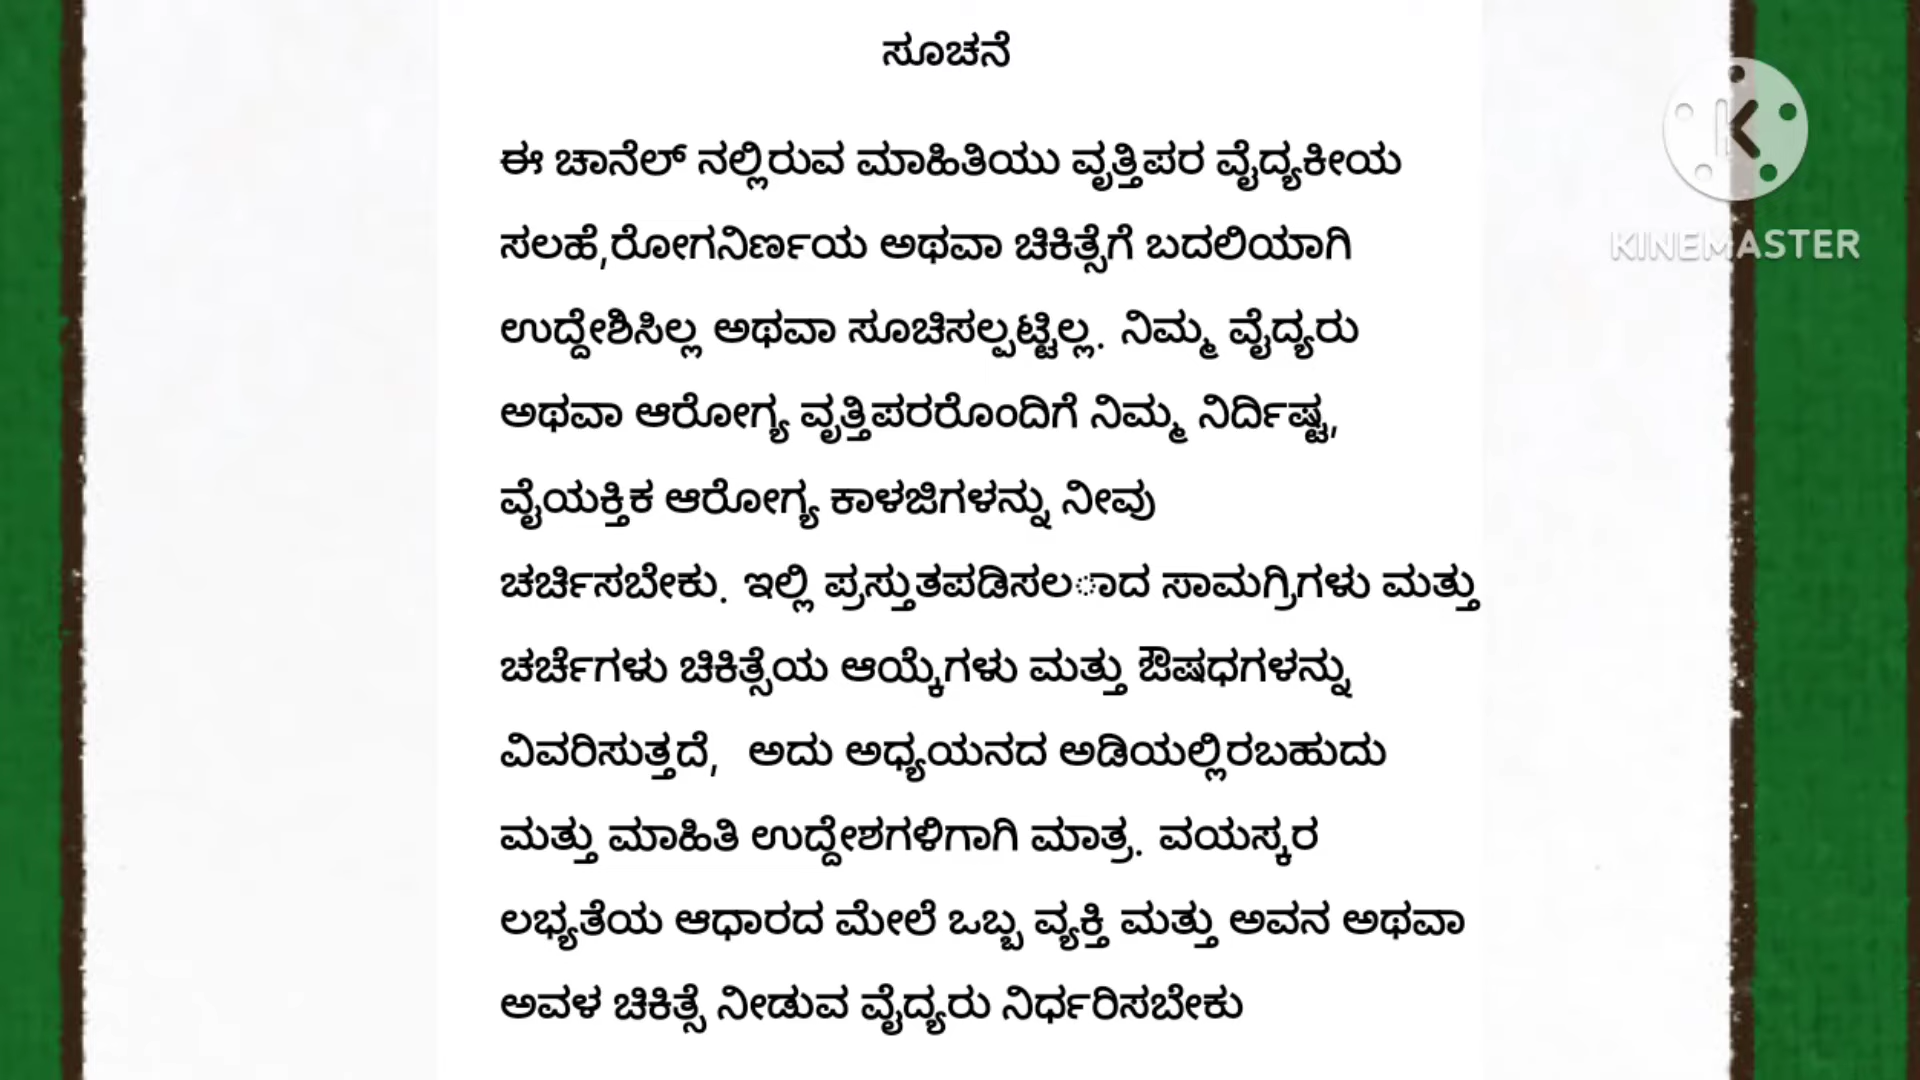 ಸೂಚನೆ
ಈ ಚಾನೆಲ್ ನಲ್ಲಿರುವ ಮಾಹಿತಿಯು ವೃತ್ತಿಪರ ವೈದ್ಯಕೀಯ
ಸಲಹೆ,ರೋಗನಿರ್ಣಯ ಅಥವಾ ಚಿಕಿತ್ಸೆಗೆ ಬದಲಿಯಾಗಿ
ಉದ್ದೇಶಿಸಿಲ್ಲ ಅಥವಾ ಸೂಚಿಸಲ್ಪಟ್ಟಿಲ್ಲ. ನಿಮ್ಮ ವೈದ್ಯರು
ಅಥವಾ ಆರೋಗ್ಯ ವೃತ್ತಿಪರರೊಂದಿಗೆ ನಿಮ್ಮ ನಿರ್ದಿಷ್ಟ,
ವೈಯಕ್ತಿಕ ಆರೋಗ್ಯ ಕಾಳಜಿಗಳನ್ನು ನೀವು
ಚರ್ಚಿಸಬೇಕು. ಇಲ್ಲಿ ಪ್ರಸ್ತುತಪಡಿಸಲ◌ಾದ ಸಾಮಗ್ರಿಗಳು ಮತ್ತು
ಚರ್ಚೆಗಳು ಚಿಕಿತ್ಸೆಯ ಆಯ್ಕೆಗಳು ಮತ್ತು ಔಷಧಗಳನ್ನು
ವಿವರಿಸುತ್ತದೆ, ಅದು ಅಧ್ಯಯನದ ಅಡಿಯಲ್ಲಿರಬಹುದು
ಮತ್ತು ಮಾಹಿತಿ ಉದ್ದೇಶಗಳಿಗಾಗಿ ಮಾತ್ರ. ವಯಸ್ಕರ
ಲಭ್ಯತೆಯ ಆಧಾರದ ಮೇಲೆ ಒಬ್ಬ ವ್ಯಕ್ತಿ ಮತ್ತು ಅವನ ಅಥವಾ
ಅವಳ ಚಿಕಿತ್ಸೆ ನೀಡುವ ವೈದ್ಯರು ನಿರ್ಧರಿಸಬೇಕು
KINEMASTER